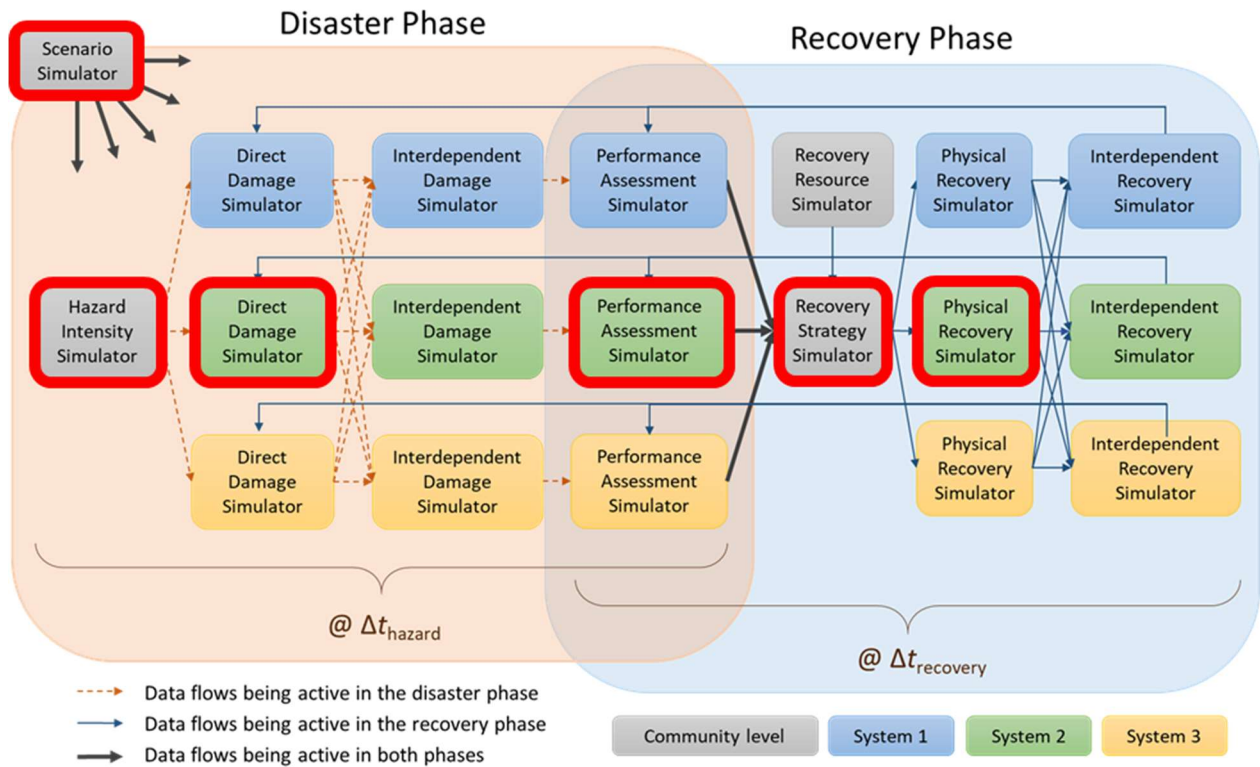 Disaster Phase
Recovery Phase
Scenario
Simulator
Direct
Damage
Simulator
Interdependent
Damage
Simulator
Performance
Assessment
Simulator
Recovery
Resource
Simulator
Physical
Recovery
Simulator
Interdependent
Recovery
Simulator
Hazard
Intensity
Simulator
Direct
Damage
Simulator
Interdependent
Damage
Simulator
Performance
Assessment
Simulator
Recovery
Strategy
Simulator
Physical
Recovery
Simulator
Interdependent
Recovery
Simulator
Direct
Damage
Simulator
Interdependent
Damage
Simulator
Performance
Assessment
Simulator
Physical
Recovery
Simulator
Interdependent
Recovery
Simulator
@ Δt hazard
@ Δt recovery
Data flows being active in the disaster phase
Data flows being active in the recovery phase
Data flows being active in both phases
Community level
System 1
System 2
System 3